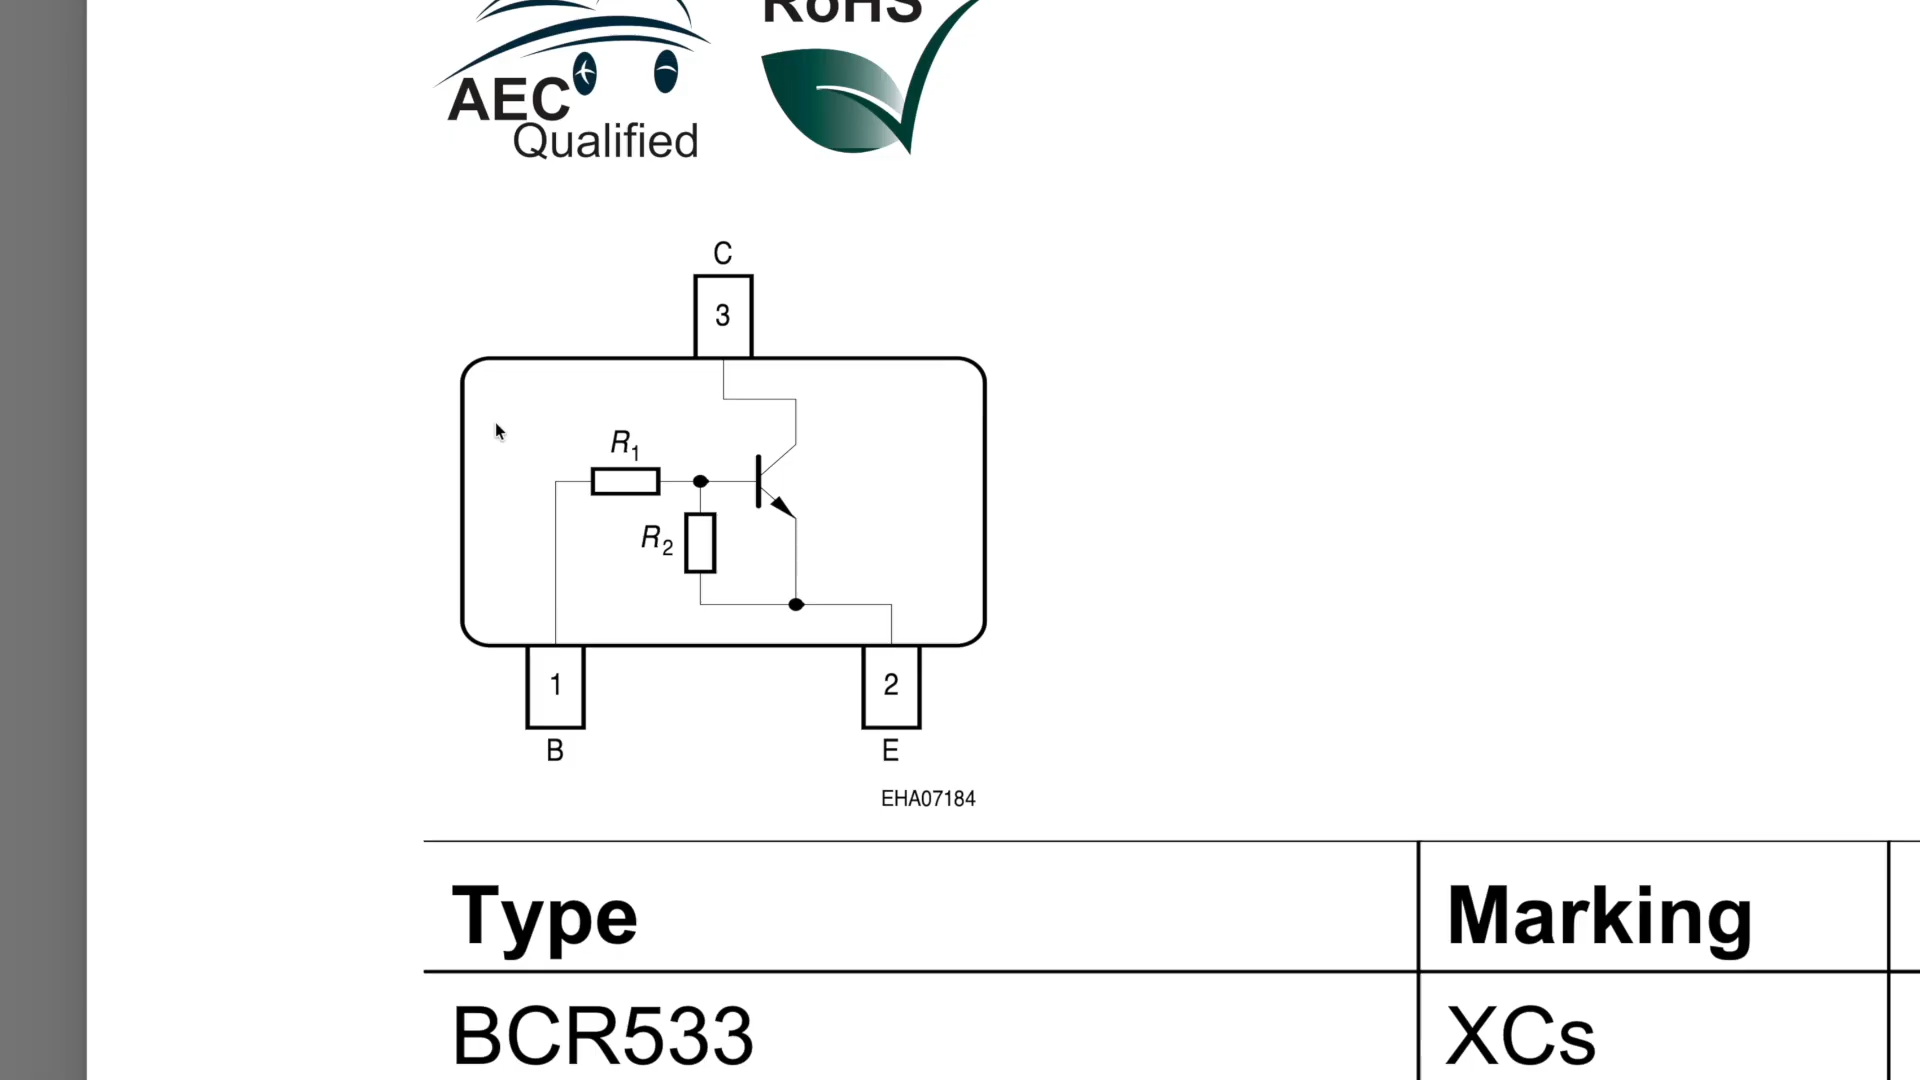 RoHS
AEC
Qualified
C
3
R1
R2
1
2
B
E
EHA07184
Type
Marking
BCR533
XCs